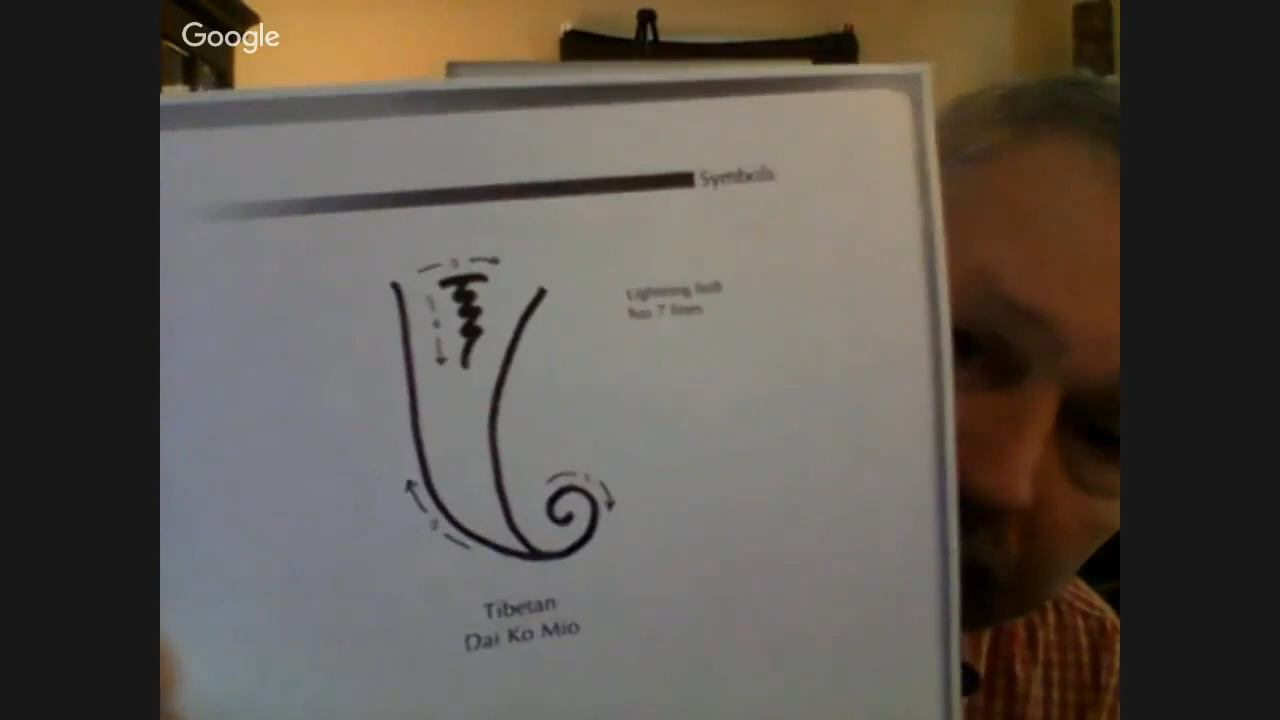 Google
Symbols
Lightning bolt
has 7 lines
Tibetan
Dai Ko Mio